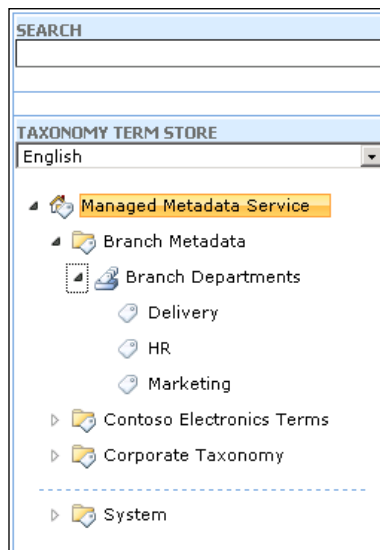 SEARCH
TAXONOMY TERM STORE
English
Managed Metadata Service
Branch Metadata
Branch Departments
Delivery
HR
Marketing
Contoso Electronics Terms
Corporate Taxonomy
System